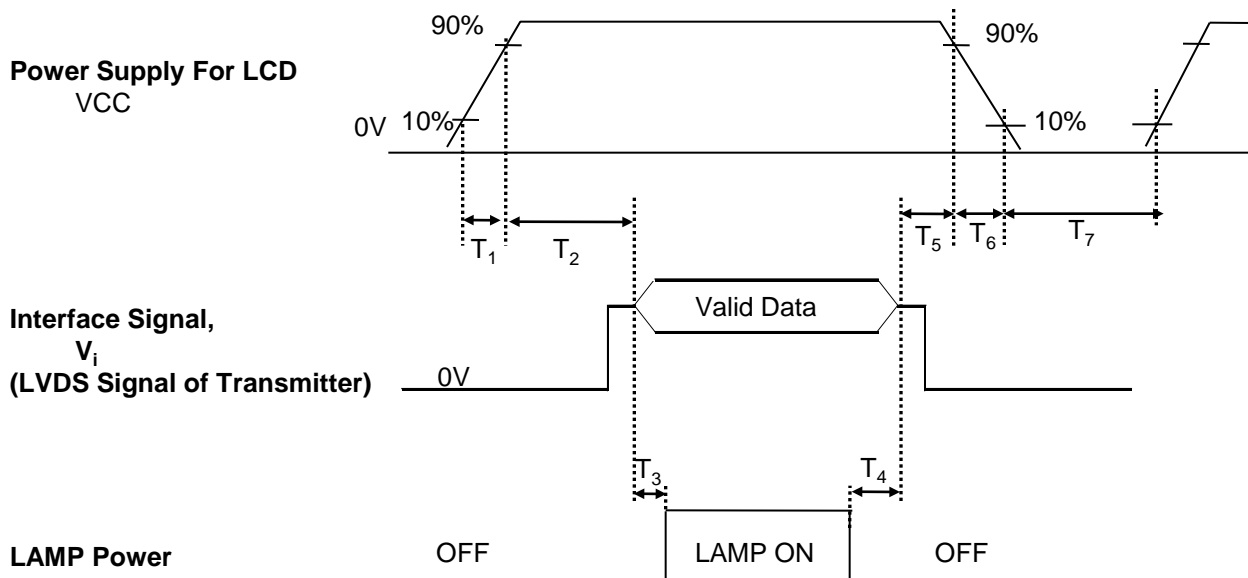 90% 90%
Power Supply For LCD
VCC
0V 10% 10%
T1 T2 T5 T6 T7
Valid Data
Interface Signal,
Vi
(LVDS Signal of Transmitter)
0V
T3 T4
LAMP Power OFF LAMP ON OFF